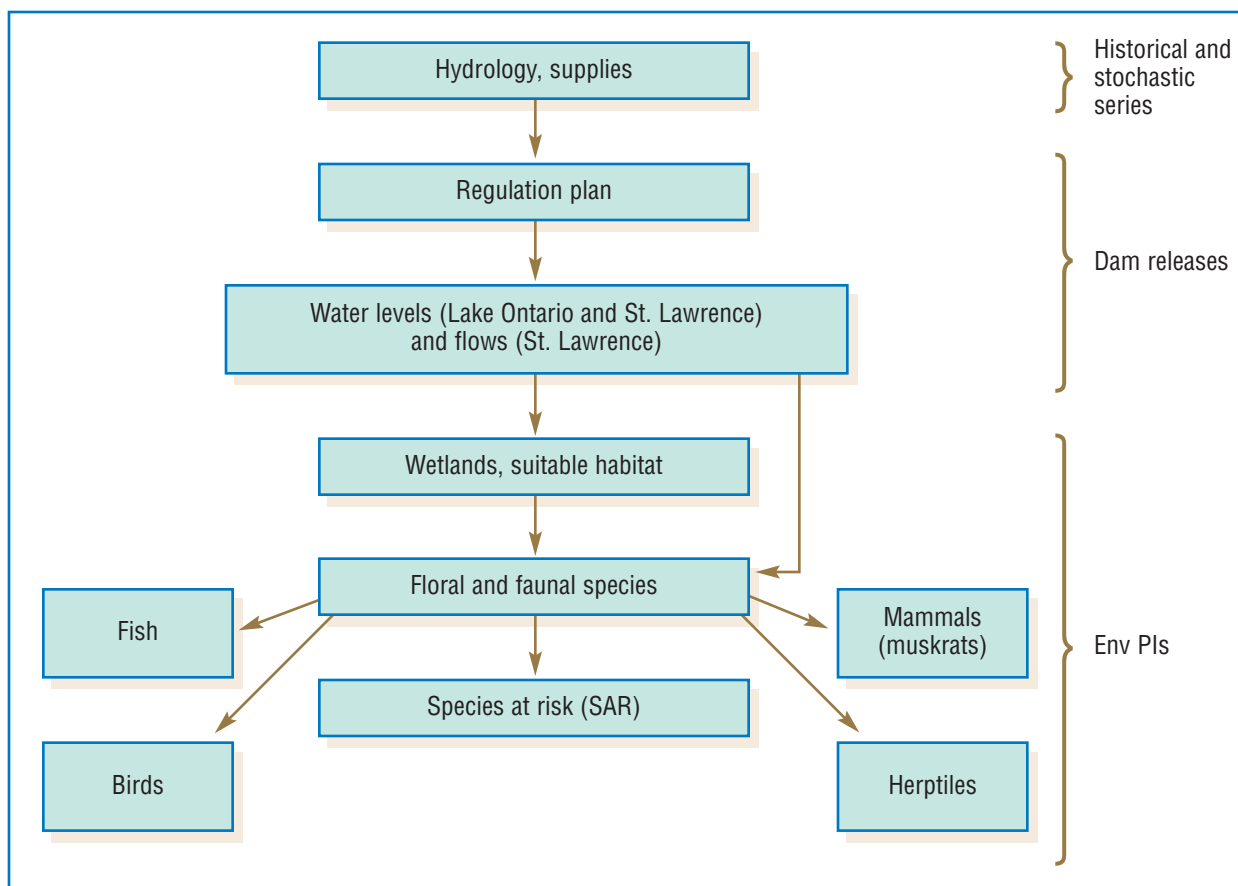 Hydrology, supplies
Historical and
stochastic
series
Regulation plan
Dam releases
Water levels (Lake Ontario and St. Lawrence)
and flows (St. Lawrence)
Wetlands, suitable habitat
Floral and faunal species
Fish
Mammals
(muskrats)
Env PIs
Species at risk (SAR)
Birds
Herptiles